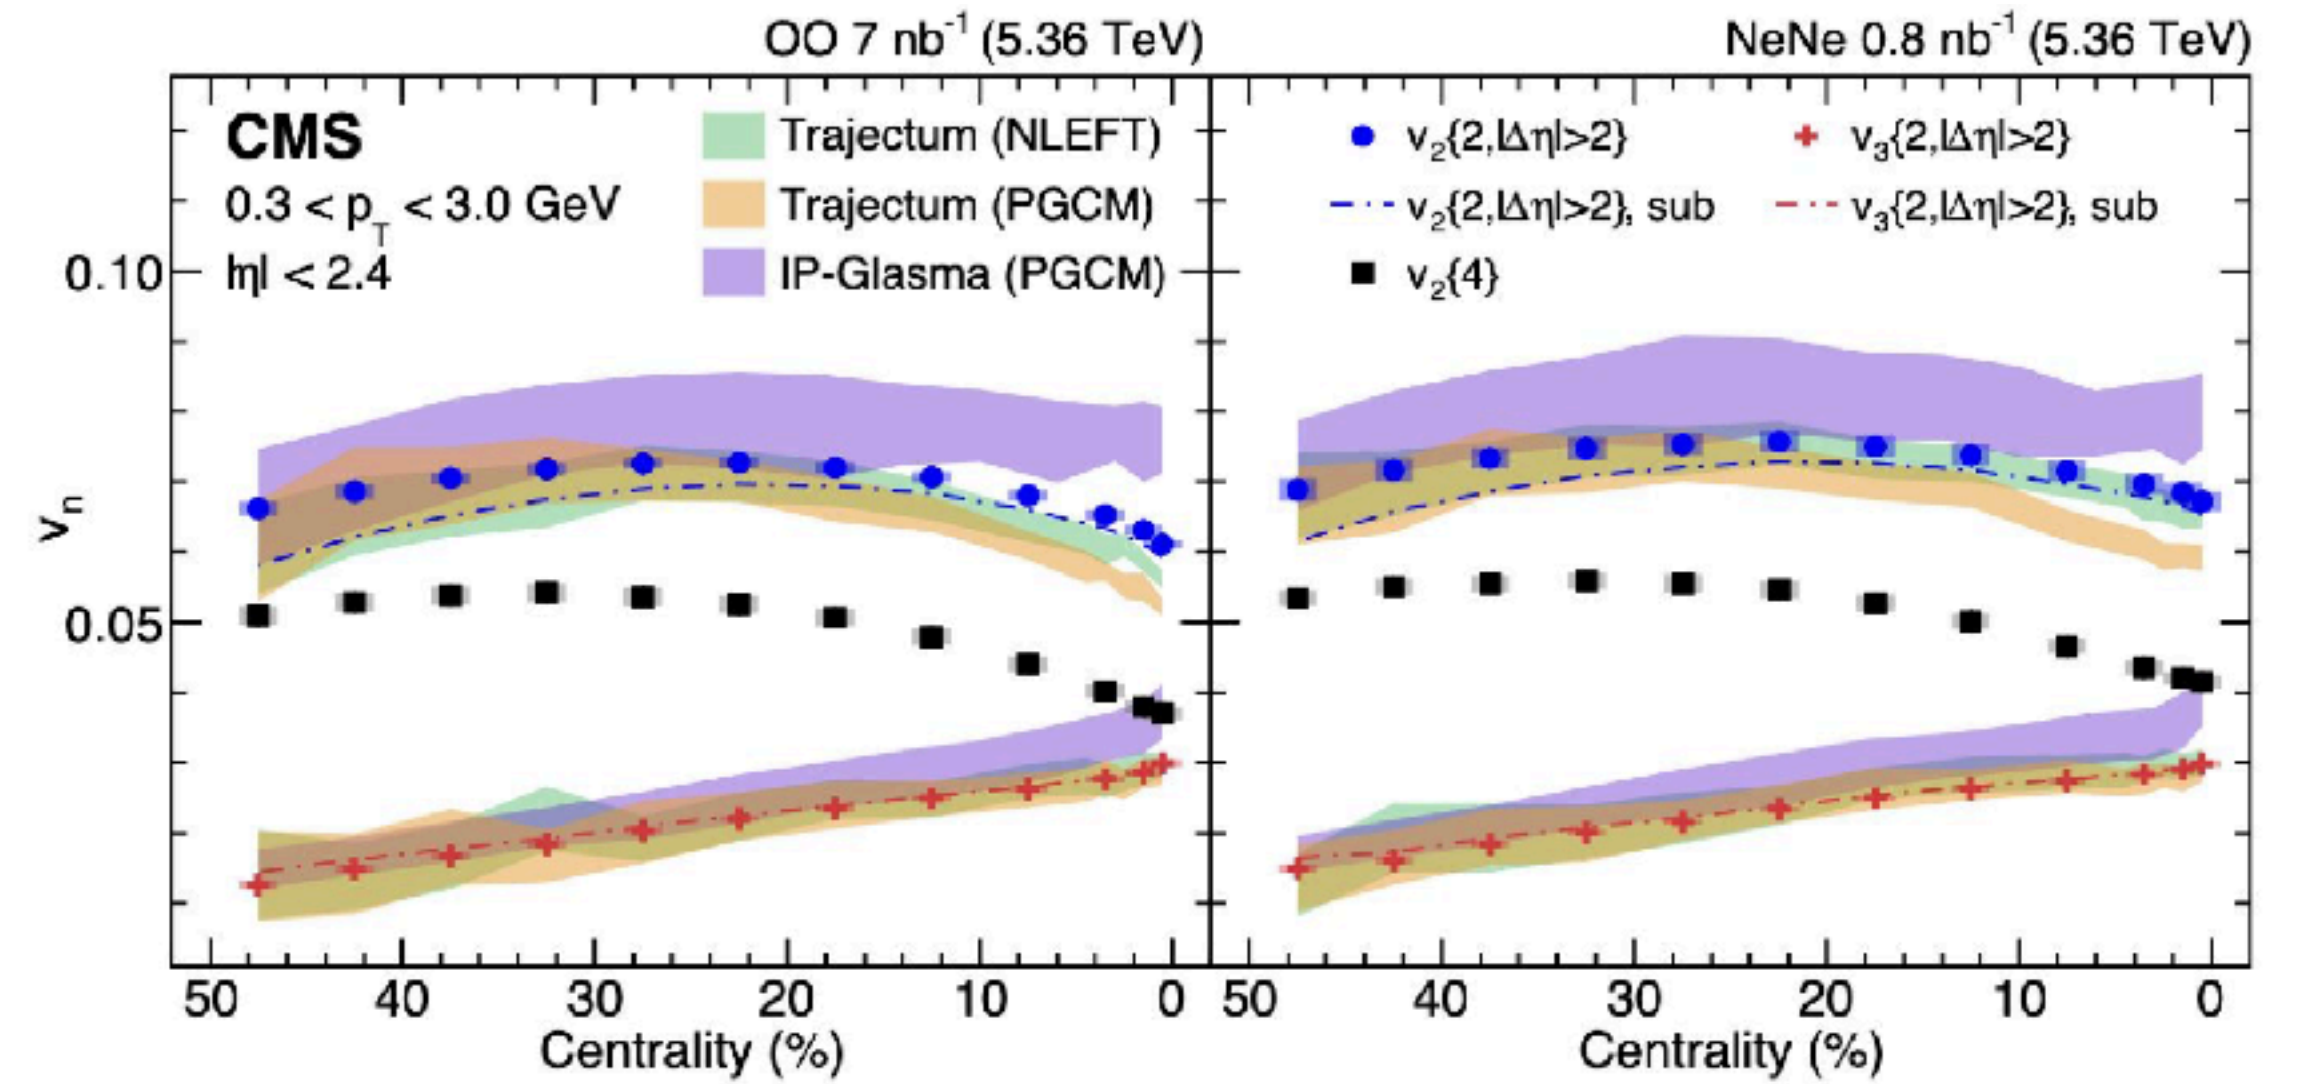 OO 7 nb⁻¹ (5.36 TeV)
NeNe 0.8 nb⁻¹ (5.36 TeV)
CMS
0.3 < p_T < 3.0 GeV
|η| < 2.4
Trajectum (NLEFT)
Trajectum (PGCM)
IP-Glasma (PGCM)
v₂{2,|Δη|>2}
v₃{2,|Δη|>2}
v₂{2,|Δη|>2}, sub
v₃{2,|Δη|>2}, sub
v₂{4}
vₙ
0.10
0.05
50 40 30 20 10 0
50 40 30 20 10 0
Centrality (%)
Centrality (%)